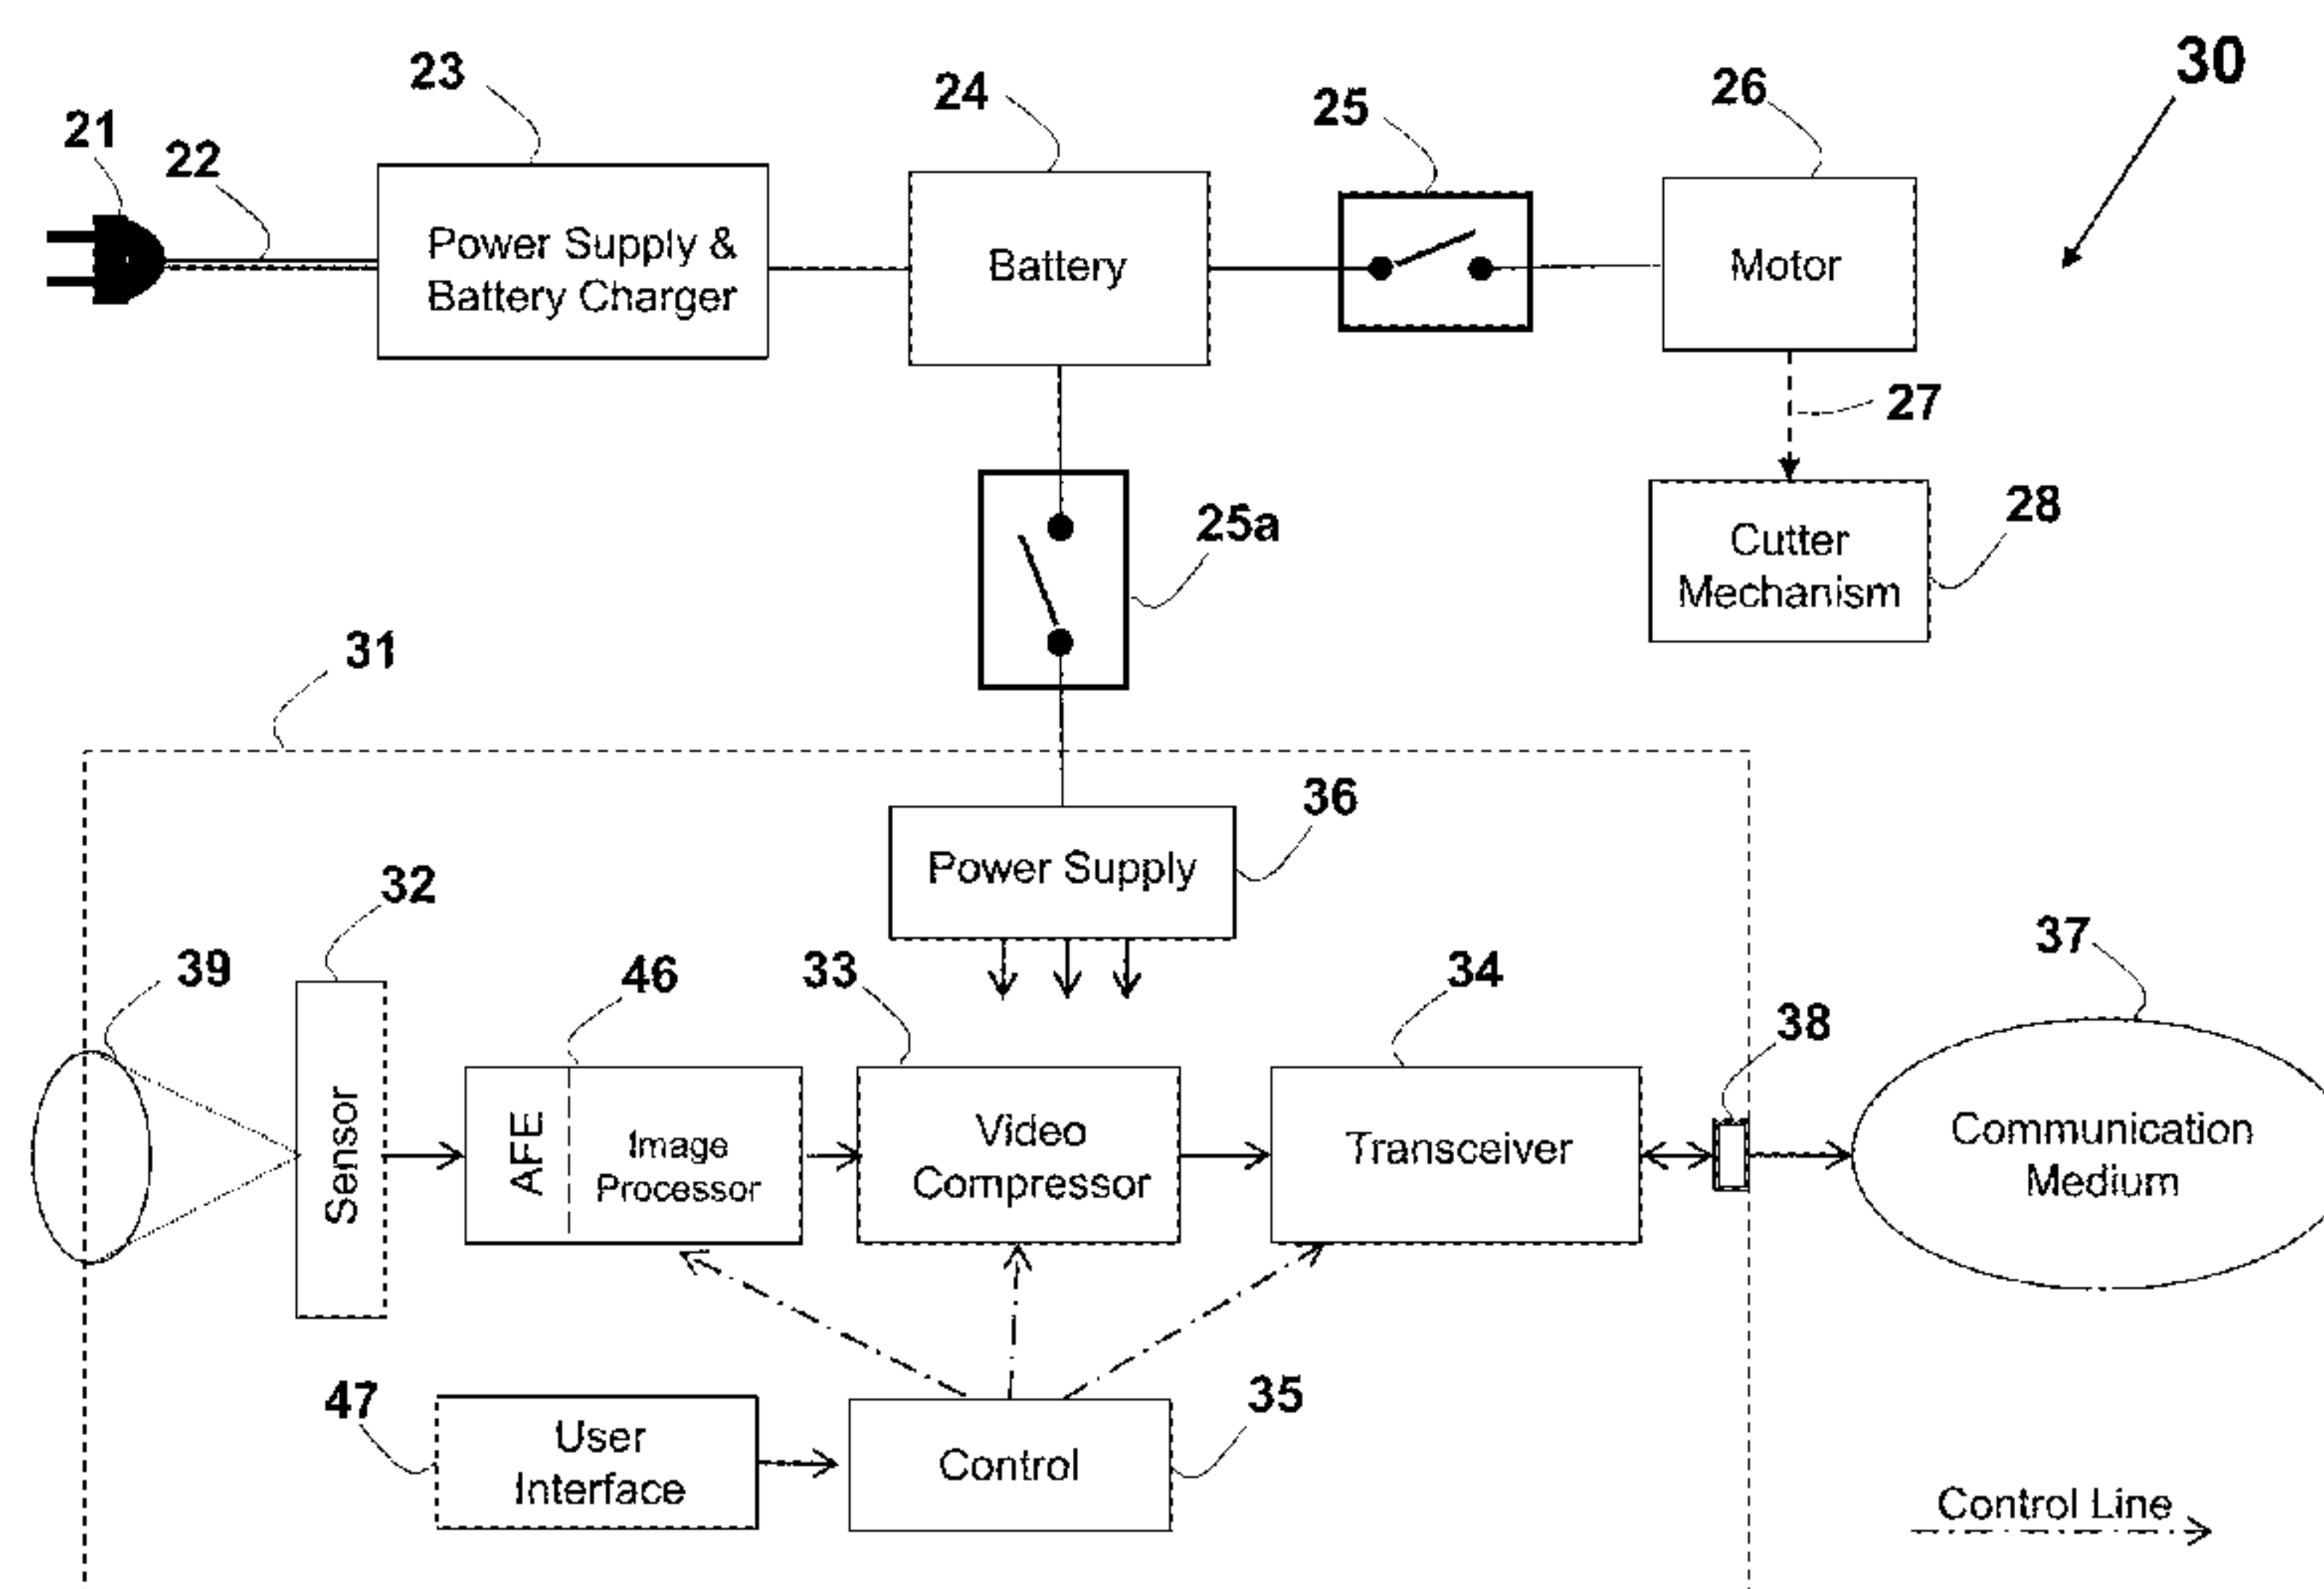 30
23
24
25
26
21
22
Power Supply &
Battery Charger
Battery
Motor
27
25a
28
Cutter
Mechanism
31
36
Power Supply
32
39
46
33
34
37
38
Sensor
AFE
Image
Processor
Video
Compressor
Transceiver
Communication
Medium
47
35
User
Interface
Control
Control Line